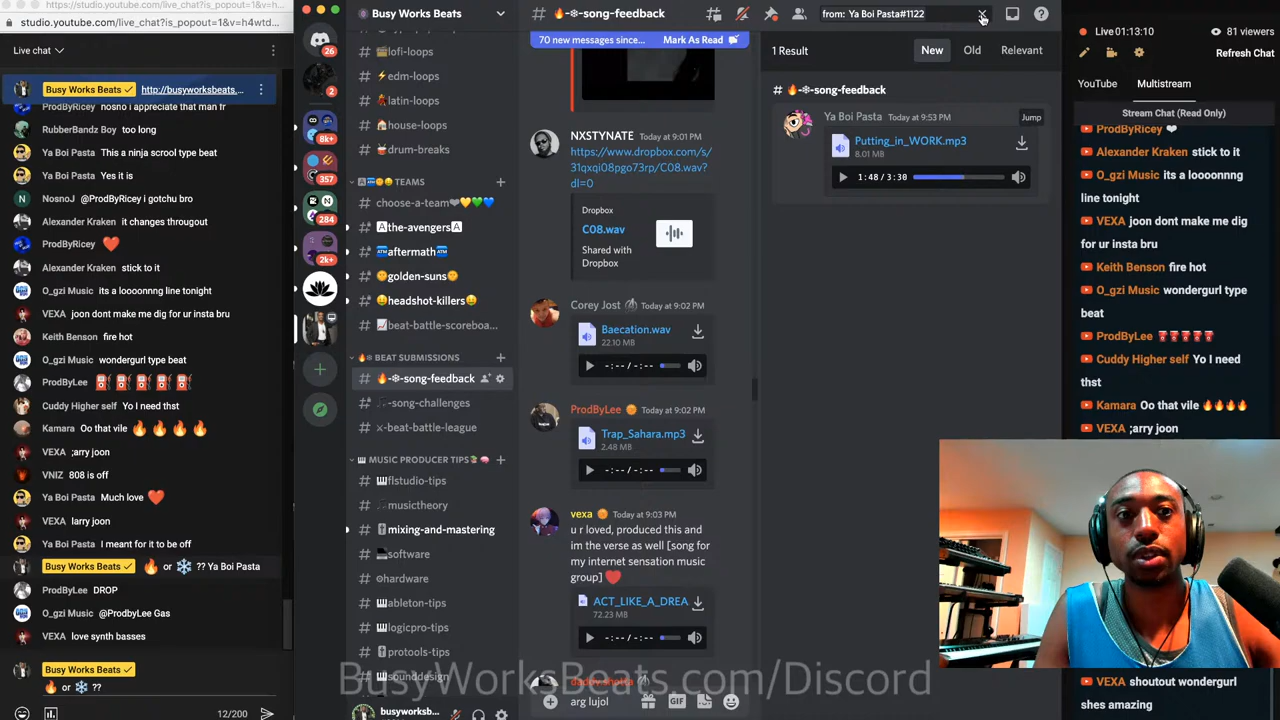 youtube.com/live_chat?is_popout=1&v=h4wtd...
Live chat
Busy Works Beats http://busyworksbeats....
ProdByRicey nosno i appreciate that man fr
RubberBandz Boy too long
Ya Boi Pasta This a ninja scrool type beat
Ya Boi Pasta Yes it is
N NosnoJ @ProdByRicey i gotchu bro
Alexander Kraken it changes througout
ProdByRicey ❤️
Alexander Kraken stick to it
O_gzi Music its a loooonnng line tonight
VEXA joon dont make me dig for ur insta bru
Keith Benson fire hot
O_gzi Music wondergurl type beat
ProdByLee ⛽⛽⛽⛽⛽
Cuddy Higher self Yo I need thst
Kamara Oo that vile 🔥🔥🔥🔥
VEXA ;arry joon
VNIZ 808 is off
Ya Boi Pasta Much love ❤️
VEXA larry joon
Ya Boi Pasta I meant for it to be off
Busy Works Beats 🔥 or ❄️ ?? Ya Boi Pasta
ProdByLee DROP
O_gzi Music @ProdbyLee Gas
VEXA love synth basses
Busy Works Beats
🔥 or ❄️ ??
12/200
26
2
8k+
357
284
2k+
Busy Works Beats
lofi-loops
edm-loops
latin-loops
house-loops
drum-breaks
TEAMS
choose-a-team
the-avengers
aftermath
golden-suns
headshot-killers
beat-battle-scoreboa...
BEAT SUBMISSIONS
song-feedback
-song-challenges
beat-battle-league
MUSIC PRODUCER TIPS
flstudio-tips
musictheory
mixing-and-mastering
software
hardware
ableton-tips
logicpro-tips
protools-tips
sounddesign
busyworksb...
-song-feedback
from: Ya Boi Pasta#1122
70 new messages since... Mark As Read
NXSTYNATE Today at 9:01 PM
https://www.dropbox.com/s/
31qxqi08pgo73rp/C08.wav?
dl=0
Dropbox
C08.wav
Shared with
Dropbox
Corey Jost Today at 9:02 PM
Baecation.wav
22.10 MB
-:-- / -:--
ProdByLee Today at 9:02 PM
Trap_Sahara.mp3
2.48 MB
-:-- / -:--
vexa Today at 9:03 PM
u r loved, produced this and
im the verse as well [song for
my internet sensation music
group] ❤️
ACT_LIKE_A_DREA
72.23 MB
-:-- / -:--
arg lujol
GIF
1 Result New Old Relevant
-song-feedback
Ya Boi Pasta Today at 9:53 PM Jump
Putting_in_WORK.mp3
8.01 MB
1:48 / 3:30
Live 01:13:10 81 viewers
Refresh Chat
YouTube Multistream
Stream Chat (Read Only)
ProdByRicey ❤
Alexander Kraken stick to it
O_gzi Music its a loooonnng
line tonight
VEXA joon dont make me dig
for ur insta bru
Keith Benson fire hot
O_gzi Music wondergurl type
beat
ProdByLee ⛽⛽⛽⛽⛽
Cuddy Higher self Yo I need
thst
Kamara Oo that vile 🔥🔥🔥🔥
VEXA ;arry joon
VEXA shoutout wondergurl
shes amazing
BusyWorksBeats.com/Discord